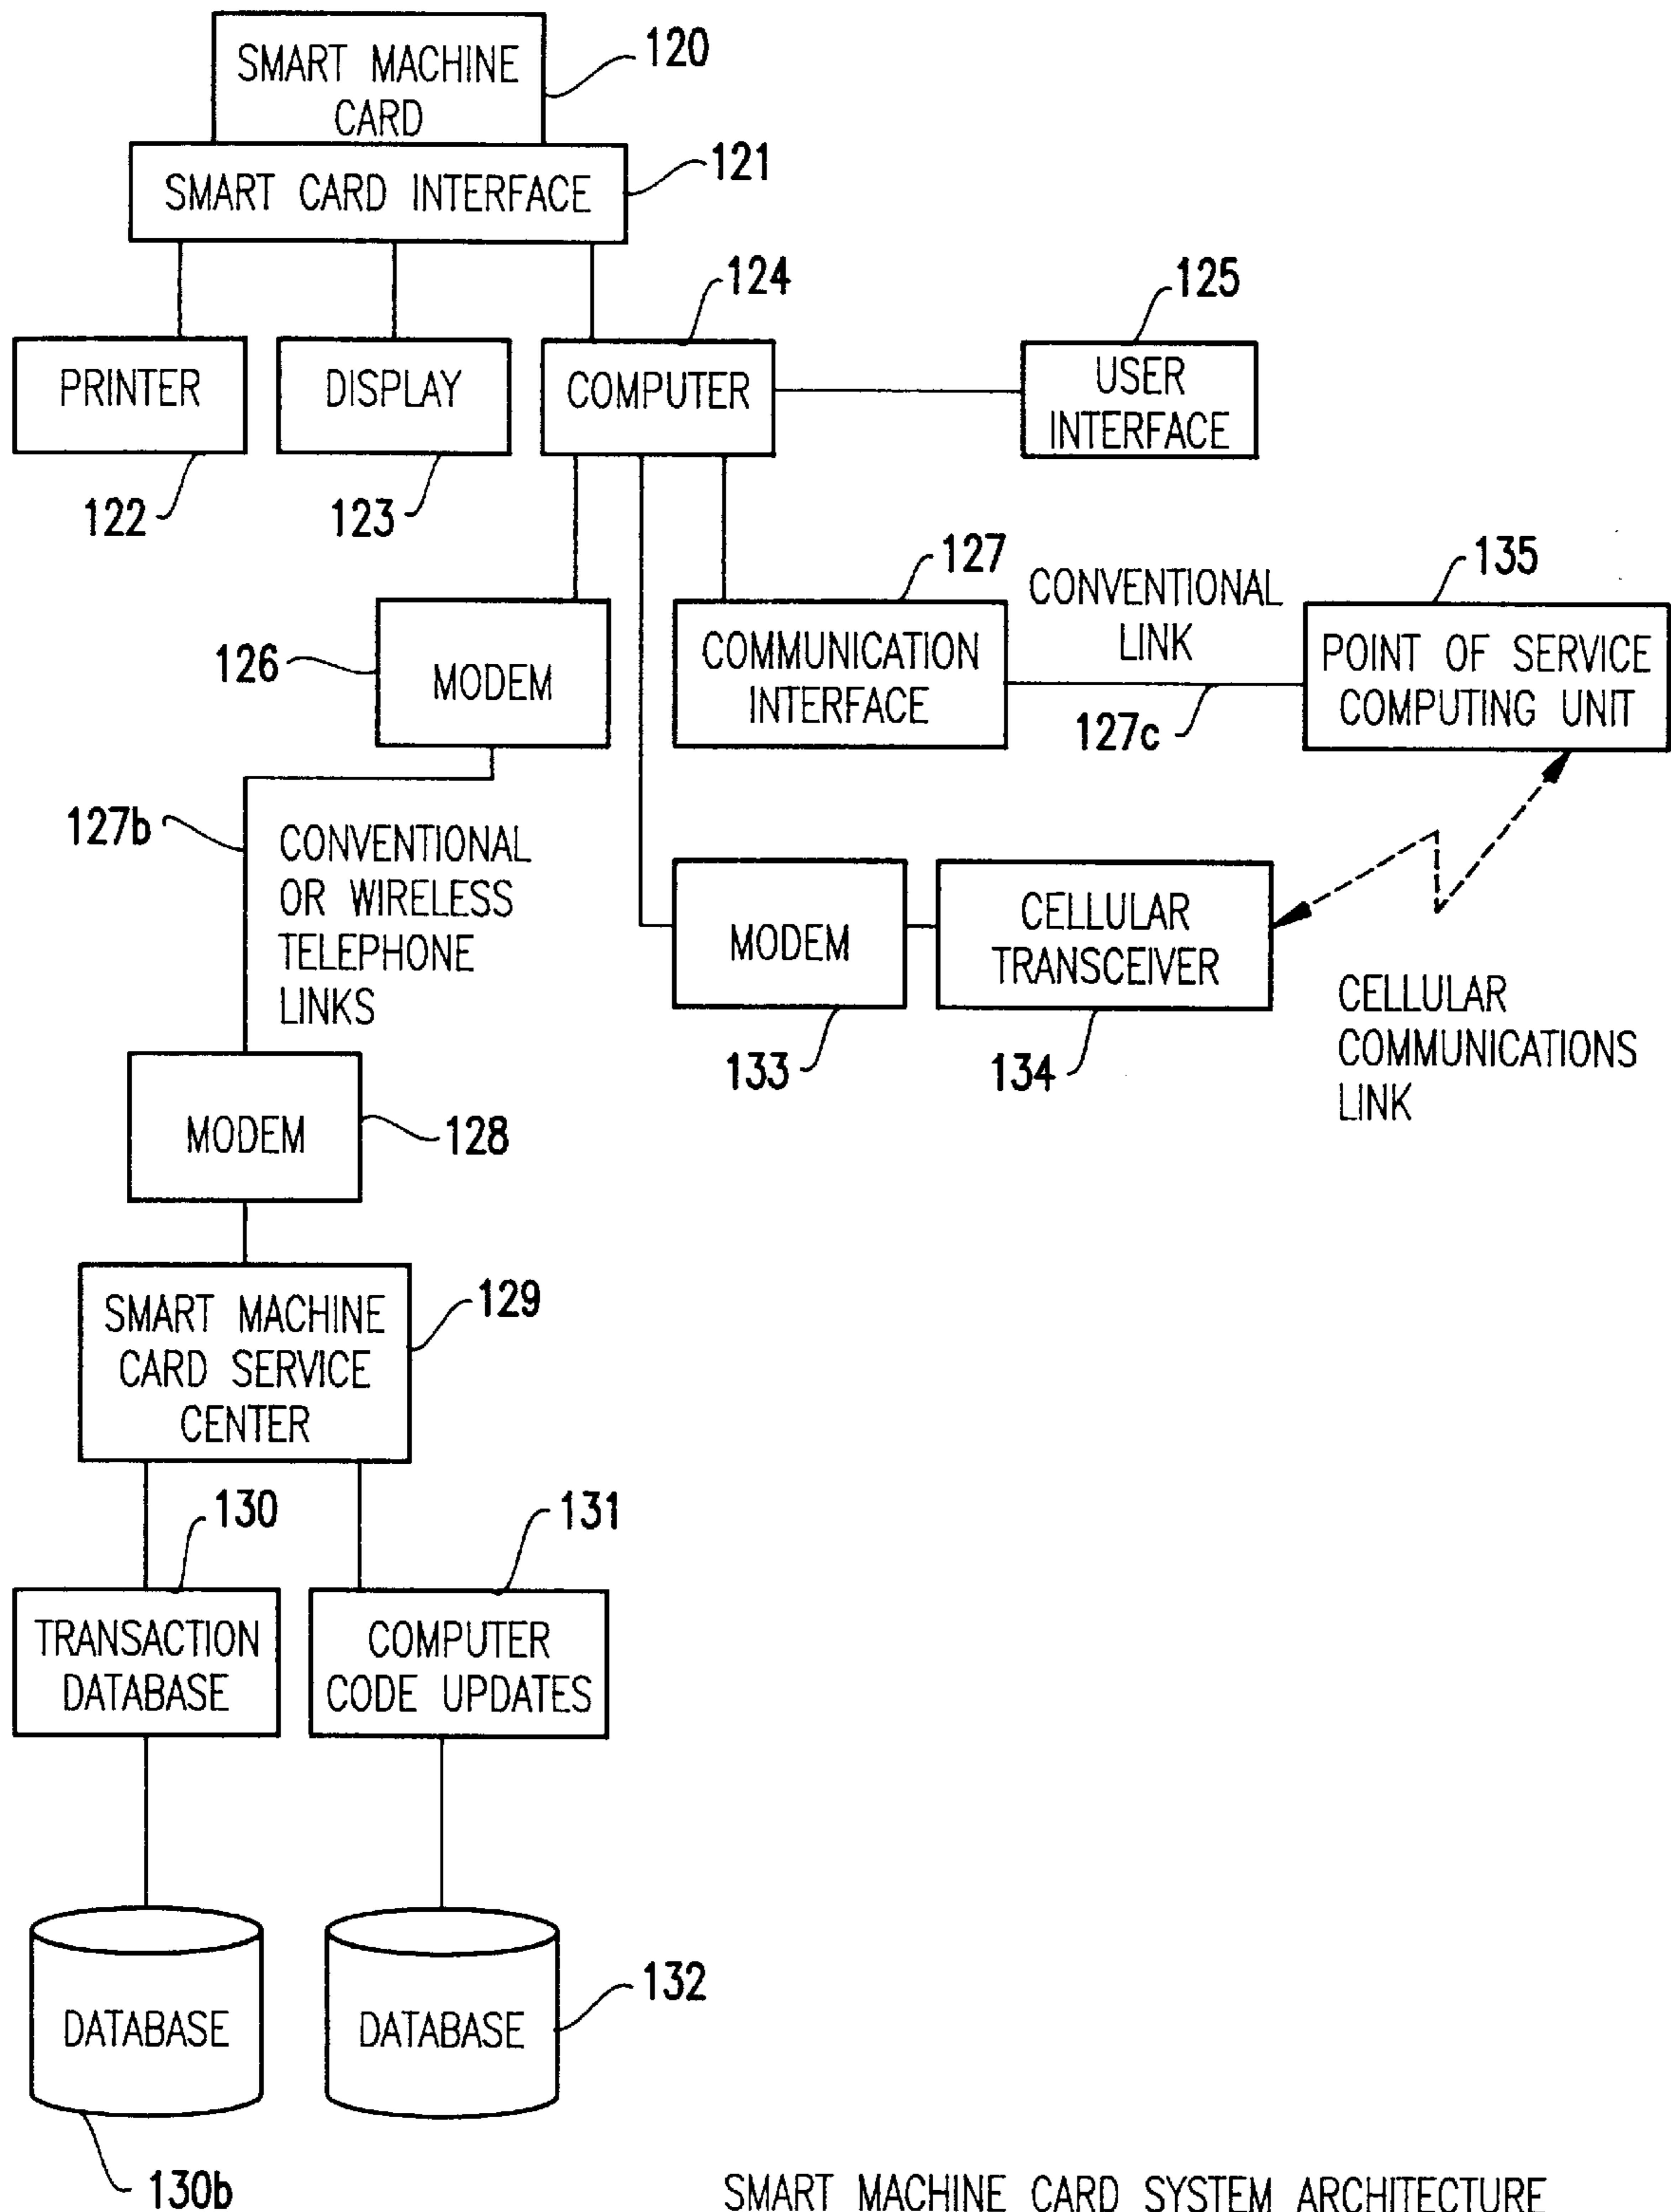 SMART MACHINE
CARD
120
SMART CARD INTERFACE
121
PRINTER
122
DISPLAY
123
COMPUTER
124
USER
INTERFACE
125
MODEM
126
COMMUNICATION
INTERFACE
127
CONVENTIONAL
LINK
127c
POINT OF SERVICE
COMPUTING UNIT
135
127b
CONVENTIONAL
OR WIRELESS
TELEPHONE
LINKS
MODEM
133
CELLULAR
TRANSCEIVER
134
CELLULAR
COMMUNICATIONS
LINK
MODEM
128
SMART MACHINE
CARD SERVICE
CENTER
129
TRANSACTION
DATABASE
130
COMPUTER
CODE UPDATES
131
DATABASE
130b
DATABASE
132
SMART MACHINE CARD SYSTEM ARCHITECTURE